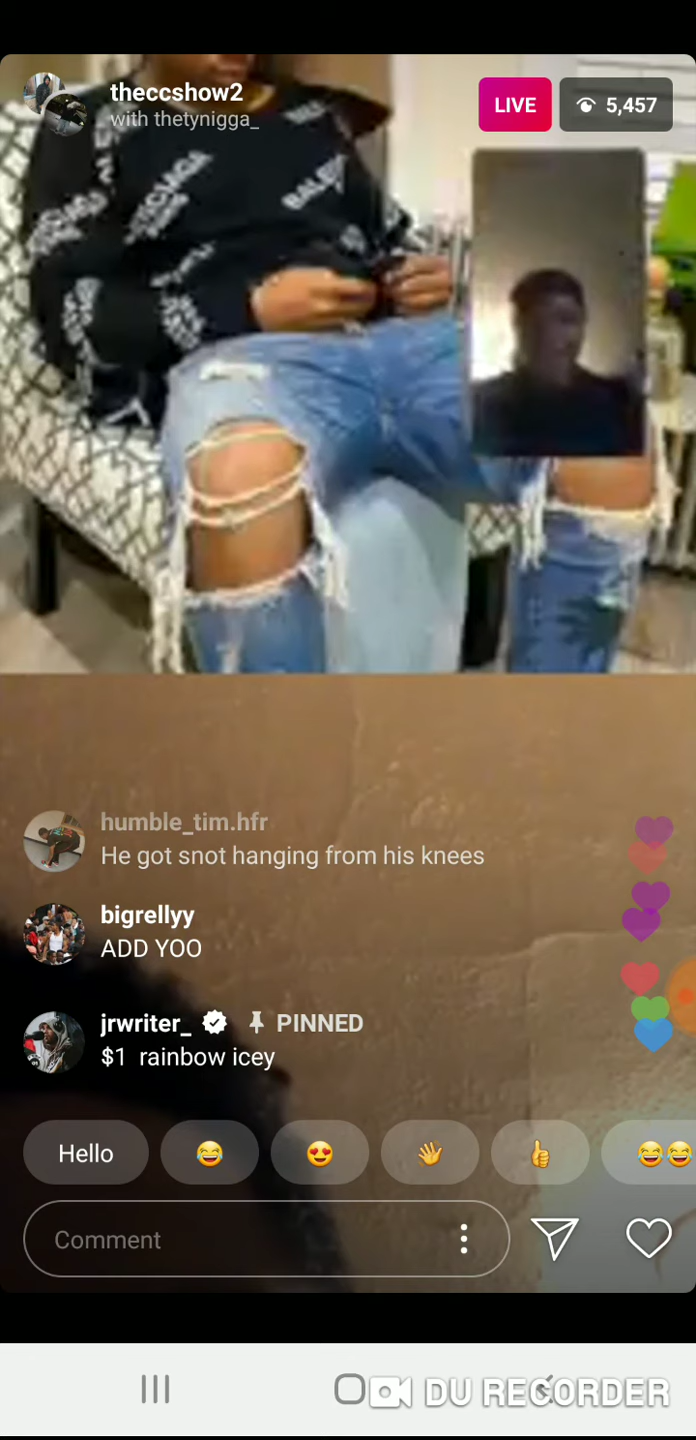 theccshow2
with thetynigga_
LIVE
5,457
BALEN
humble_tim.hfr
He got snot hanging from his knees
bigrellyy
ADD YOO
jrwriter_ PINNED
$1 rainbow icey
Hello 😂 😍 👋 👍 😂😂
Comment
DU RECORDER